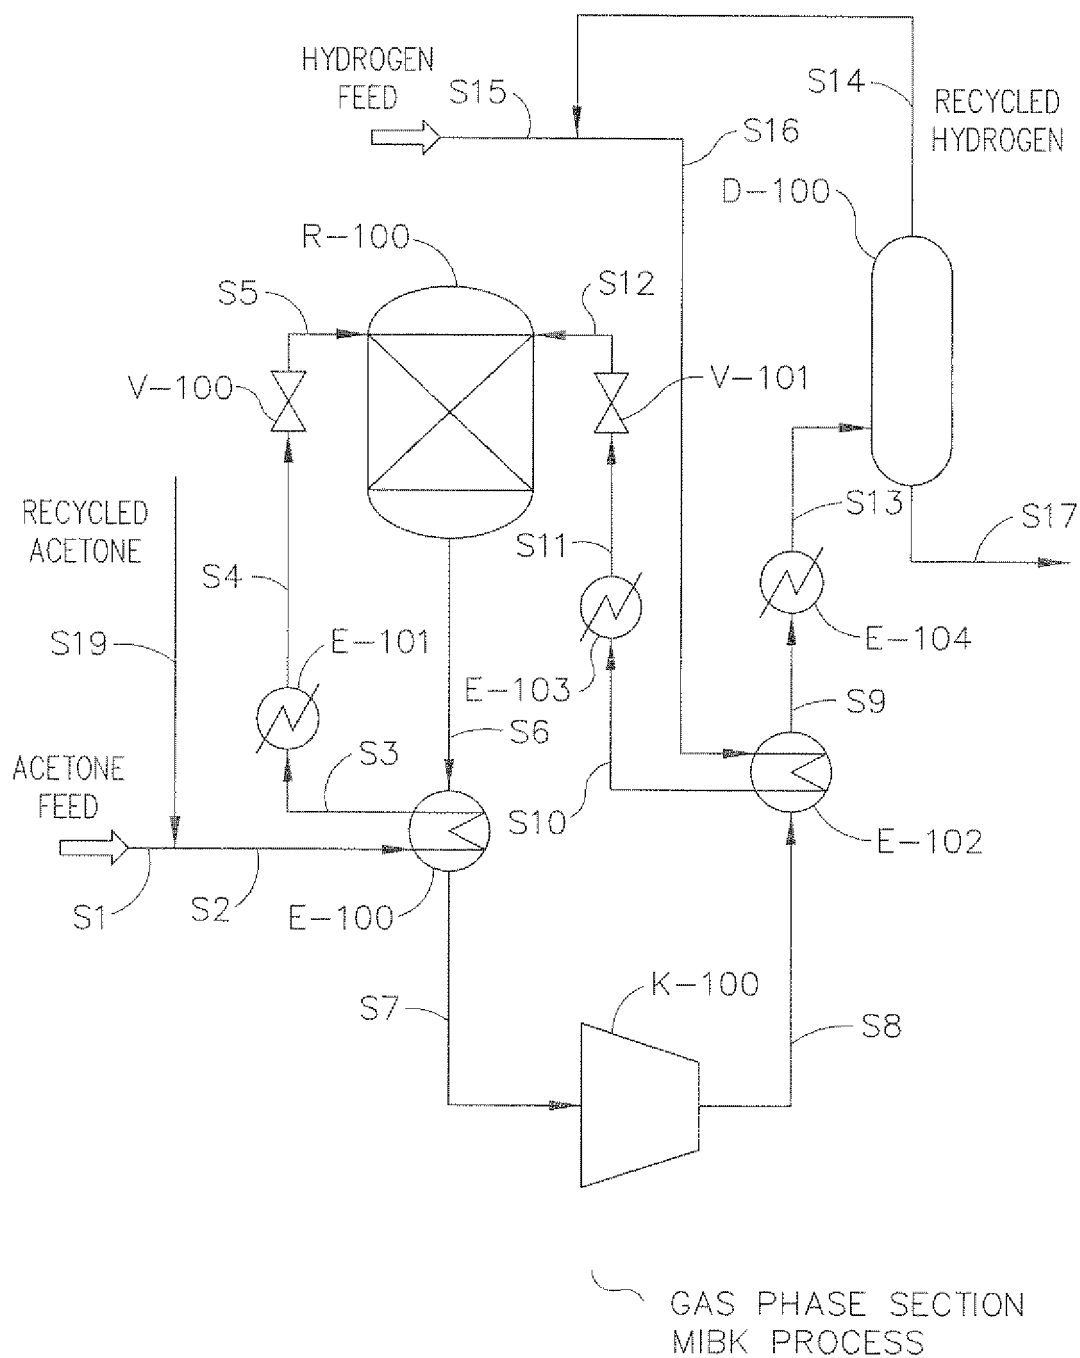 HYDROGEN
FEED
S15
S14
RECYCLED
HYDROGEN
S16
D-100
R-100
S5
S12
V-100
V-101
RECYCLED
ACETONE
S4
S11
S13
S17
S19
E-101
E-103
E-104
S6
S9
S3
ACETONE
FEED
S10
E-102
S1
S2
E-100
K-100
S7
S8
GAS PHASE SECTION
MIBK PROCESS